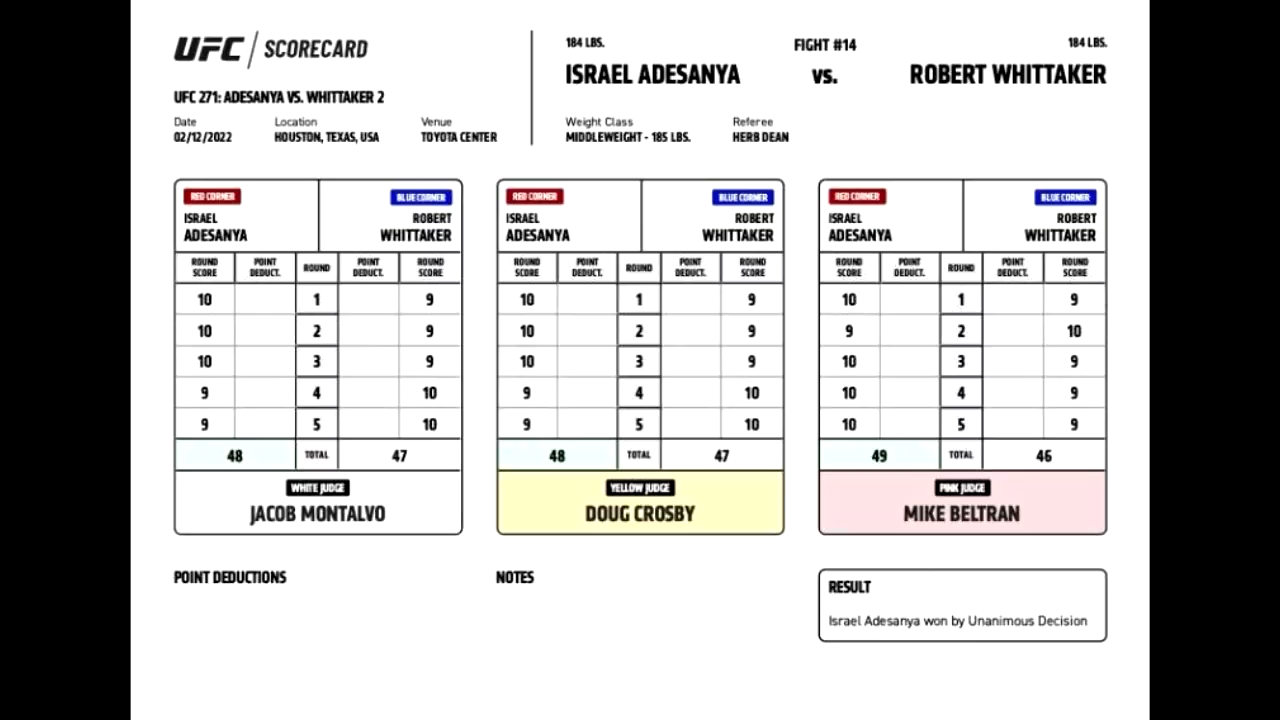 UFC / SCORECARD
UFC 271: ADESANYA VS. WHITTAKER 2
Date Location Venue
02/12/2022 HOUSTON, TEXAS, USA TOYOTA CENTER
184 LBS. FIGHT #14 184 LBS.
ISRAEL ADESANYA VS. ROBERT WHITTAKER
Weight Class Referee
MIDDLEWEIGHT - 185 LBS. HERB DEAN
RED CORNER BLUE CORNER
ISRAEL ROBERT
ADESANYA WHITTAKER
ROUND POINT ROUND POINT ROUND
SCORE DEDUCT. DEDUCT. SCORE
10 1 9
10 2 9
10 3 9
9 4 10
9 5 10
48 TOTAL 47
WHITE JUDGE
JACOB MONTALVO
RED CORNER BLUE CORNER
ISRAEL ROBERT
ADESANYA WHITTAKER
ROUND POINT ROUND POINT ROUND
SCORE DEDUCT. DEDUCT. SCORE
10 1 9
10 2 9
10 3 9
9 4 10
9 5 10
48 TOTAL 47
YELLOW JUDGE
DOUG CROSBY
RED CORNER BLUE CORNER
ISRAEL ROBERT
ADESANYA WHITTAKER
ROUND POINT ROUND POINT ROUND
SCORE DEDUCT. DEDUCT. SCORE
10 1 9
9 2 10
10 3 9
10 4 9
10 5 9
49 TOTAL 46
PINK JUDGE
MIKE BELTRAN
POINT DEDUCTIONS
NOTES
RESULT
Israel Adesanya won by Unanimous Decision